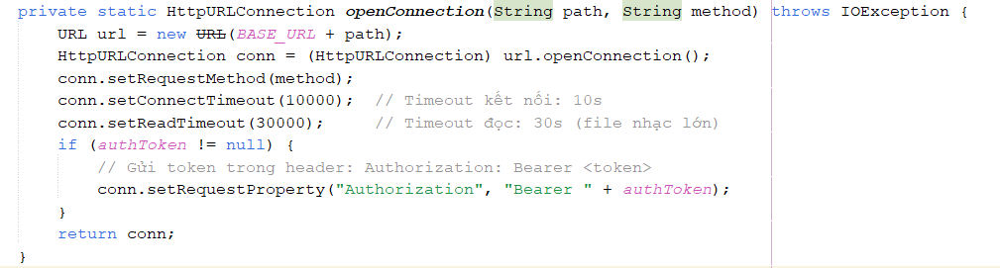 private static HttpURLConnection openConnection(String path, String method) throws IOException {
    URL url = new URL(BASE_URL + path);
    HttpURLConnection conn = (HttpURLConnection) url.openConnection();
    conn.setRequestMethod(method);
    conn.setConnectTimeout(10000);  // Timeout kết nối: 10s
    conn.setReadTimeout(30000);     // Timeout đọc: 30s (file nhạc lớn)
    if (authToken != null) {
        // Gửi token trong header: Authorization: Bearer <token>
        conn.setRequestProperty("Authorization", "Bearer " + authToken);
    }
    return conn;
}